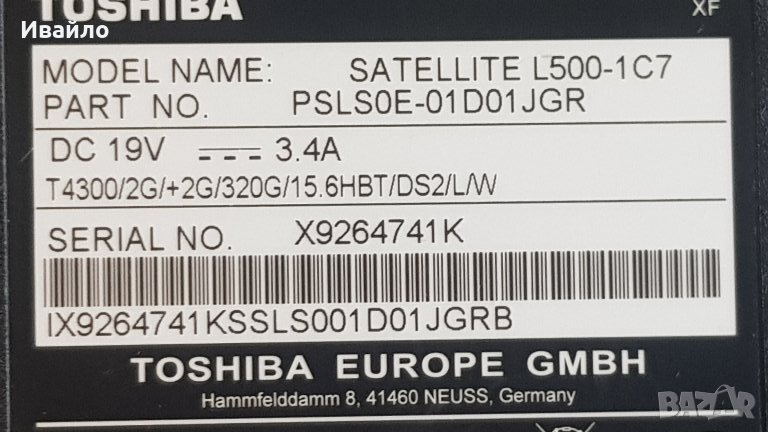 Ивайло
TOSHIBA
XF
MODEL NAME: SATELLITE L500-1C7
PART NO. PSLS0E-01D01JGR
DC 19V 3.4A
T4300/2G/+2G/320G/15.6HBT/DS2/L/W
SERIAL NO. X9264741K
IX9264741KSSLS001D01JGRB
TOSHIBA EUROPE GMBH
Hammfelddamm 8, 41460 NEUSS, Germany
BAZAR